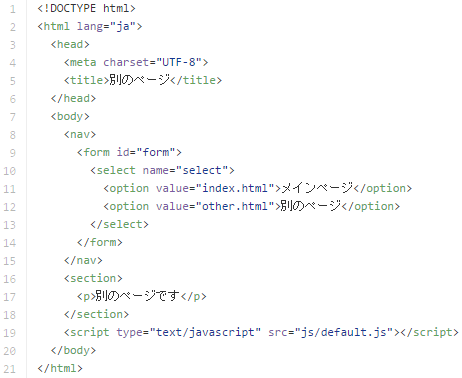 1 <!DOCTYPE html>
2 <html lang="ja">
3   <head>
4     <meta charset="UTF-8">
5     <title>別のページ</title>
6   </head>
7   <body>
8     <nav>
9       <form id="form">
10         <select name="select">
11           <option value="index.html">メインページ</option>
12           <option value="other.html">別のページ</option>
13         </select>
14       </form>
15     </nav>
16     <section>
17       <p>別のページです</p>
18     </section>
19     <script type="text/javascript" src="js/default.js"></script>
20   </body>
21 </html>